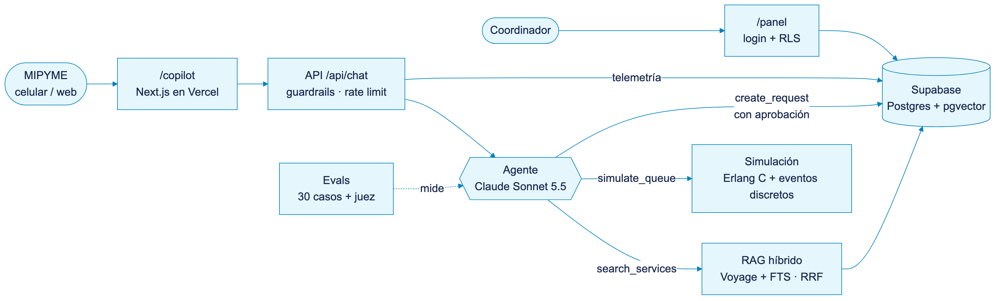 Coordinador
/panel
login + RLS
MIPYME
celular / web
/copilot
Next.js en Vercel
API /api/chat
guardrails · rate limit
telemetría
create_request
con aprobación
Supabase
Postgres + pgvector
Evals
30 casos + juez
mide
Agente
Claude Sonnet 5.5
simulate_queue
Simulación
Erlang C + eventos
discretos
search_services
RAG híbrido
Voyage + FTS · RRF